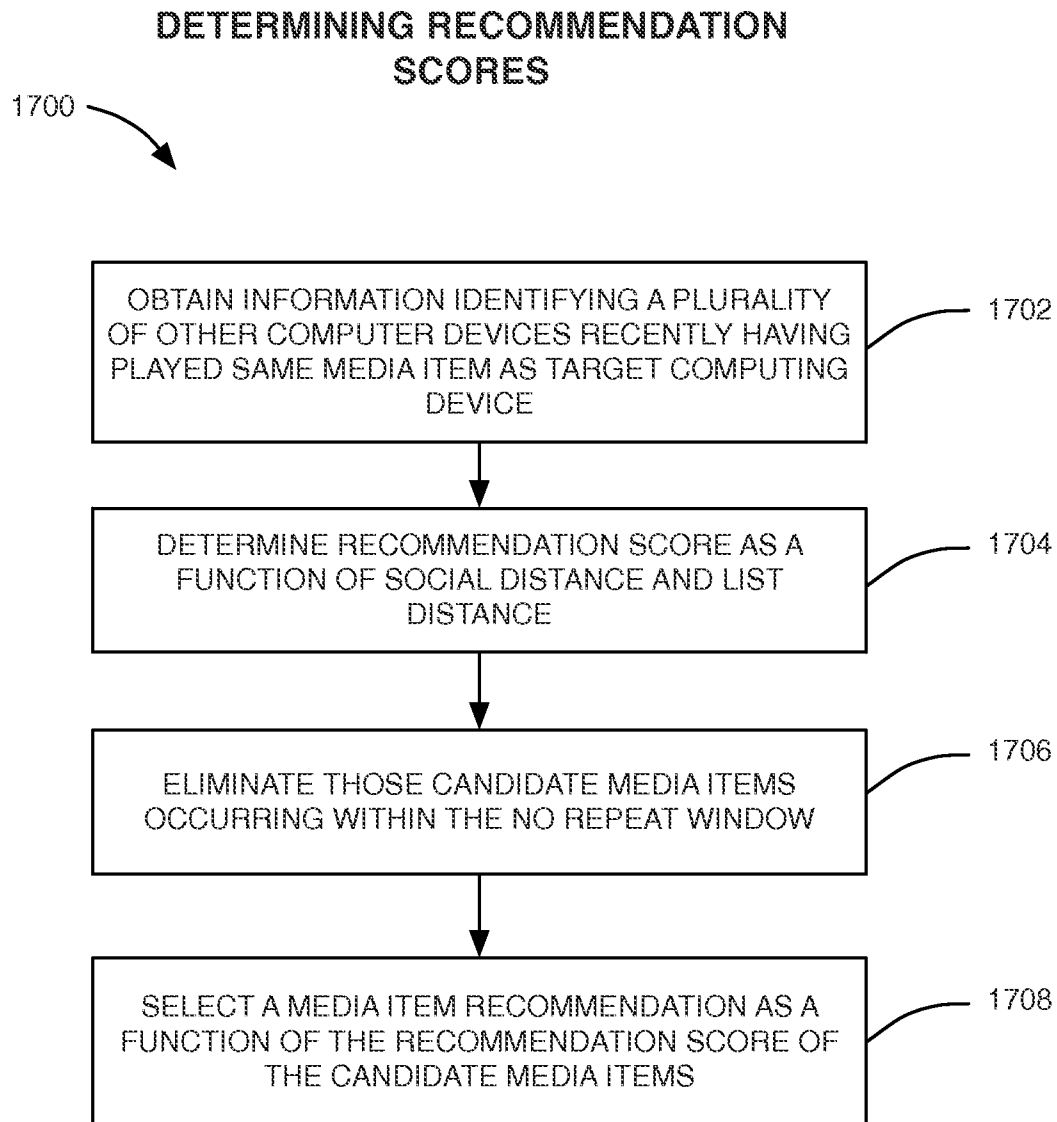 DETERMINING RECOMMENDATION
SCORES
1700
OBTAIN INFORMATION IDENTIFYING A PLURALITY
OF OTHER COMPUTER DEVICES RECENTLY HAVING
PLAYED SAME MEDIA ITEM AS TARGET COMPUTING
DEVICE
1702
DETERMINE RECOMMENDATION SCORE AS A
FUNCTION OF SOCIAL DISTANCE AND LIST
DISTANCE
1704
ELIMINATE THOSE CANDIDATE MEDIA ITEMS
OCCURRING WITHIN THE NO REPEAT WINDOW
1706
SELECT A MEDIA ITEM RECOMMENDATION AS A
FUNCTION OF THE RECOMMENDATION SCORE OF
THE CANDIDATE MEDIA ITEMS
1708